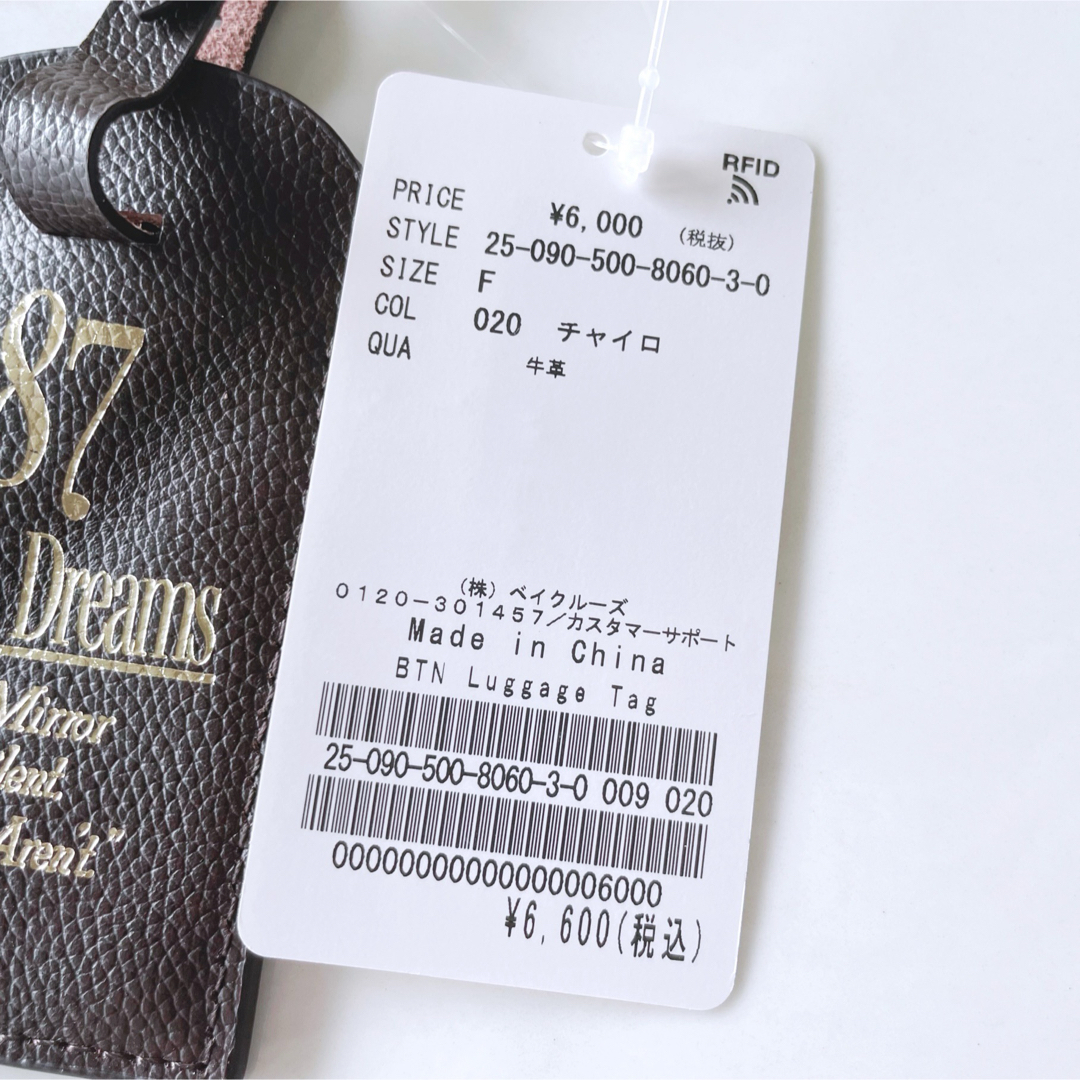 RFID
PRICE ¥6,000 (税抜)
STYLE 25-090-500-8060-3-0
SIZE F
COL 020 チャイロ
QUA 牛革
(株)ベイクルーズ
0120-301457/カスタマーサポート
Made in China
BTN Luggage Tag
25-090-500-8060-3-0 009 020
00000000000000006000
¥6,600(税込)
87
Dreams
Mirror
Aren't"